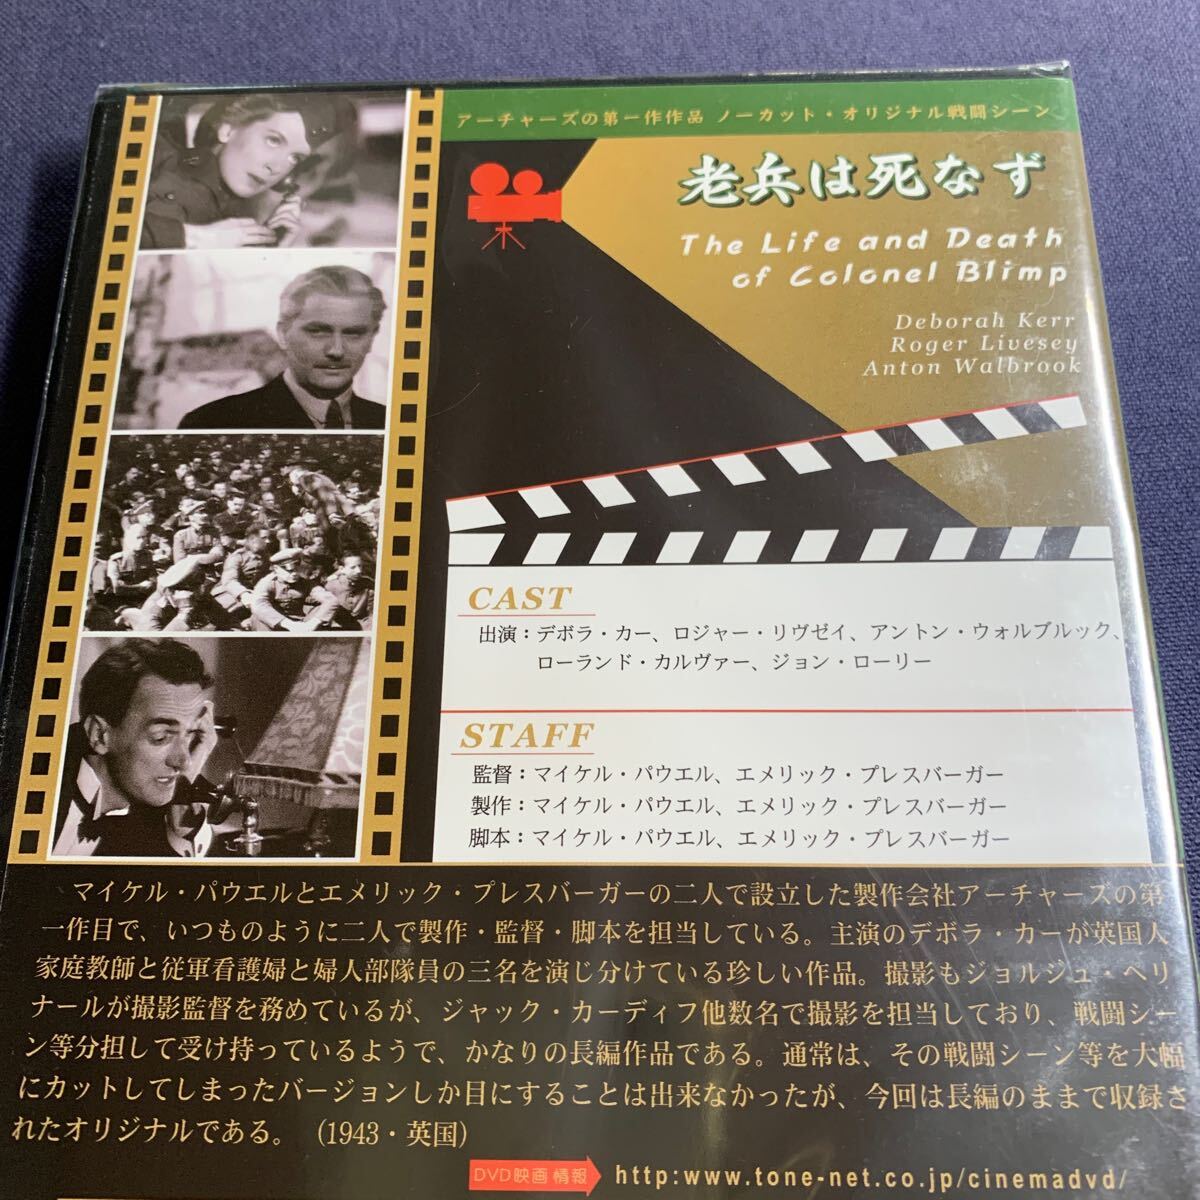 アーチャーズの第一作作品 ノーカット・オリジナル戦闘シーン
老兵は死なず
The Life and Death
of Colonel Blimp
Deborah Kerr
Roger Livesey
Anton Walbrook
CAST
出演：デボラ・カー、ロジャー・リヴゼイ、アントン・ウォルブルック、
ローランド・カルヴァー、ジョン・ローリー
STAFF
監督：マイケル・パウエル、エメリック・プレスバーガー
製作：マイケル・パウエル、エメリック・プレスバーガー
脚本：マイケル・パウエル、エメリック・プレスバーガー
マイケル・パウエルとエメリック・プレスバーガーの二人で設立した製作会社アーチャーズの第
一作目で、いつものように二人で製作・監督・脚本を担当している。主演のデボラ・カーが英国人
家庭教師と従軍看護婦と婦人部隊員の三名を演じ分けている珍しい作品。撮影もジョルジュ・ペリ
ナールが撮影監督を務めているが、ジャック・カーディフ他数名で撮影を担当しており、戦闘シー
ン等分担して受け持っているようで、かなりの長編作品である。通常は、その戦闘シーン等を大幅
にカットしてしまったバージョンしか目にすることは出来なかったが、今回は長編のままで収録さ
れたオリジナルである。 (1943・英国)
DVD映画情報 http:www.tone-net.co.jp/cinemadvd/